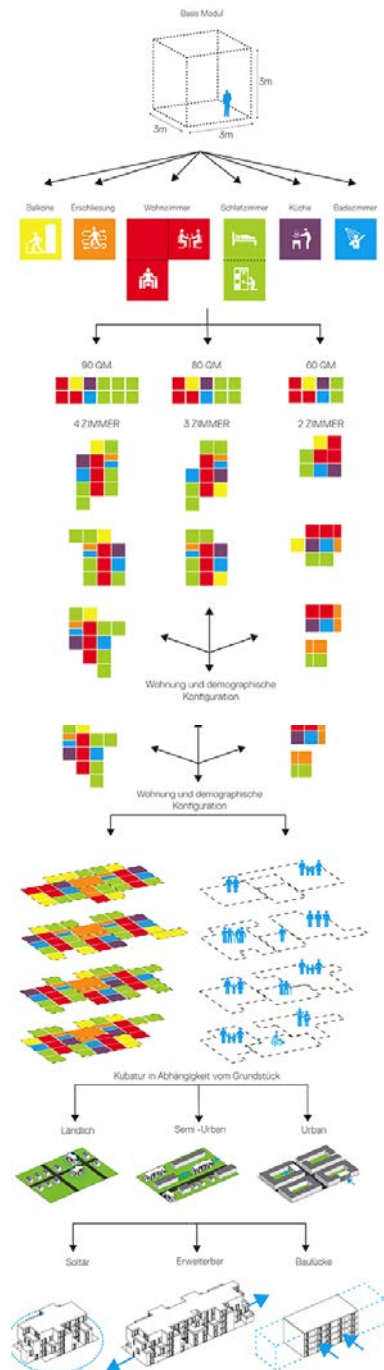 Basis Modul
3m
3m
3m
Balkone
Erschliesung
Wohnzimmer
Schlafzimmer
Küche
Badezimmer
90 QM
80 QM
60 QM
4 ZIMMER
3 ZIMMER
2 ZIMMER
Wohnung und demographische
Konfiguration
Wohnung und demographische
Konfiguration
Kubatur in Abhängigkeit vom Grundstück
Ländlich
Semi -Urban
Urban
Solitär
Erweiterbar
Baulücke